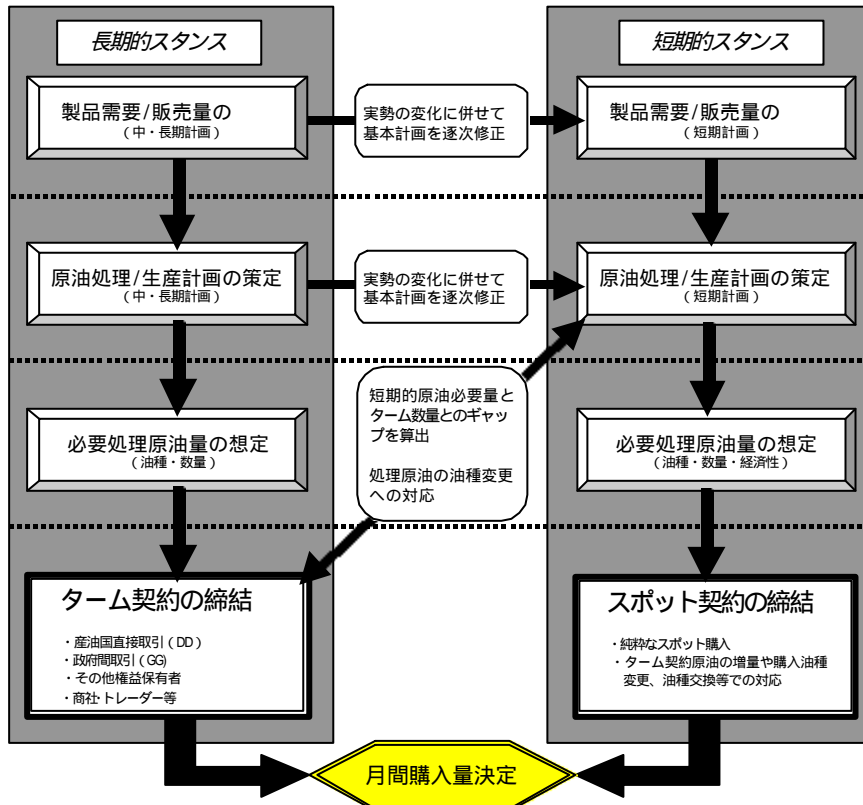 長期的スタンス
短期的スタンス
製品需要/販売量の
(中・長期計画)
実勢の変化に併せて
基本計画を逐次修正
製品需要/販売量の
(短期計画)
原油処理/生産計画の策定
(中・長期計画)
実勢の変化に併せて
基本計画を逐次修正
原油処理/生産計画の策定
(短期計画)
短期的原油必要量と
ターム数量とのギャッ
プを算出
処理原油の油種変更
への対応
必要処理原油量の想定
(油種・数量)
必要処理原油量の想定
(油種・数量・経済性)
ターム契約の締結
・産油国直接取引(DD)
・政府間取引(GG)
・その他権益保有者
・商社・トレーダー等
スポット契約の締結
・純粋なスポット購入
・ターム契約原油の増量や購入油種
変更、油種交換等での対応
月間購入量決定